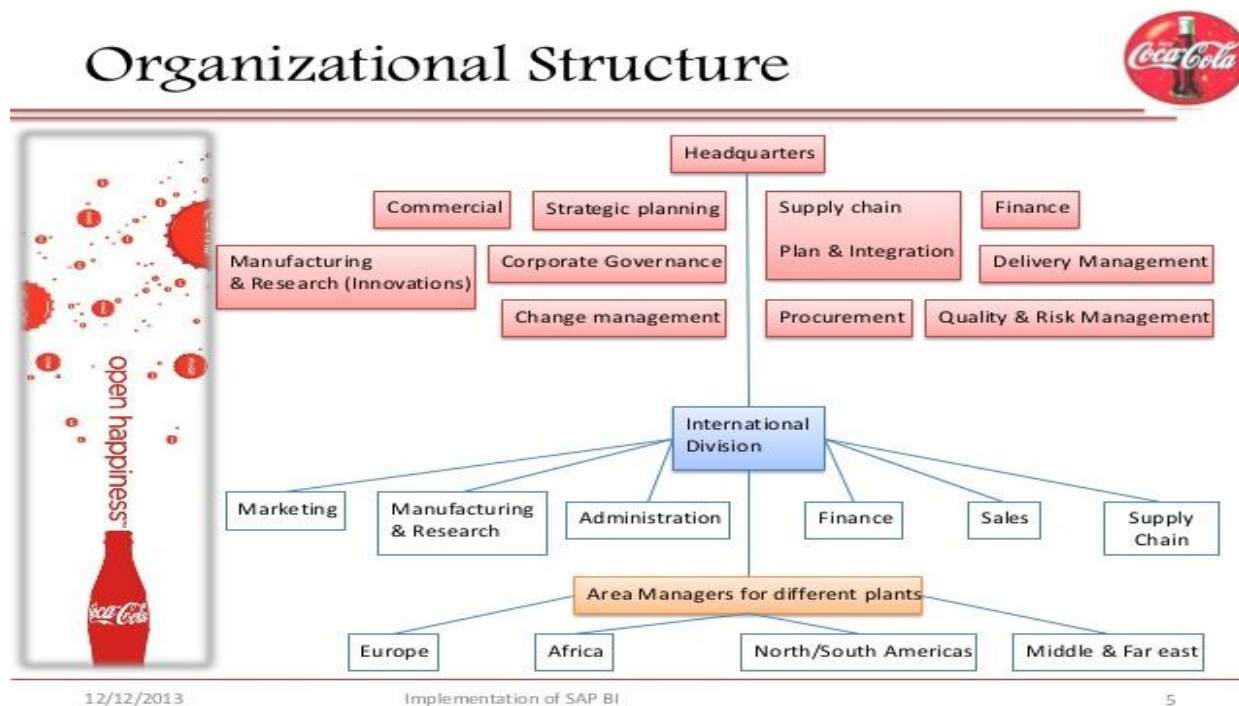 Organizational Structure
Coca-Cola
Headquarters
Commercial
Strategic planning
Supply chain
Plan & Integration
Finance
Manufacturing
& Research (Innovations)
Corporate Governance
Delivery Management
Change management
Procurement
Quality & Risk Management
open happiness™
Coca-Cola
International
Division
Marketing
Manufacturing
& Research
Administration
Finance
Sales
Supply
Chain
Area Managers for different plants
Europe
Africa
North/South Americas
Middle & Far east
12/12/2013
Implementation of SAP BI
5